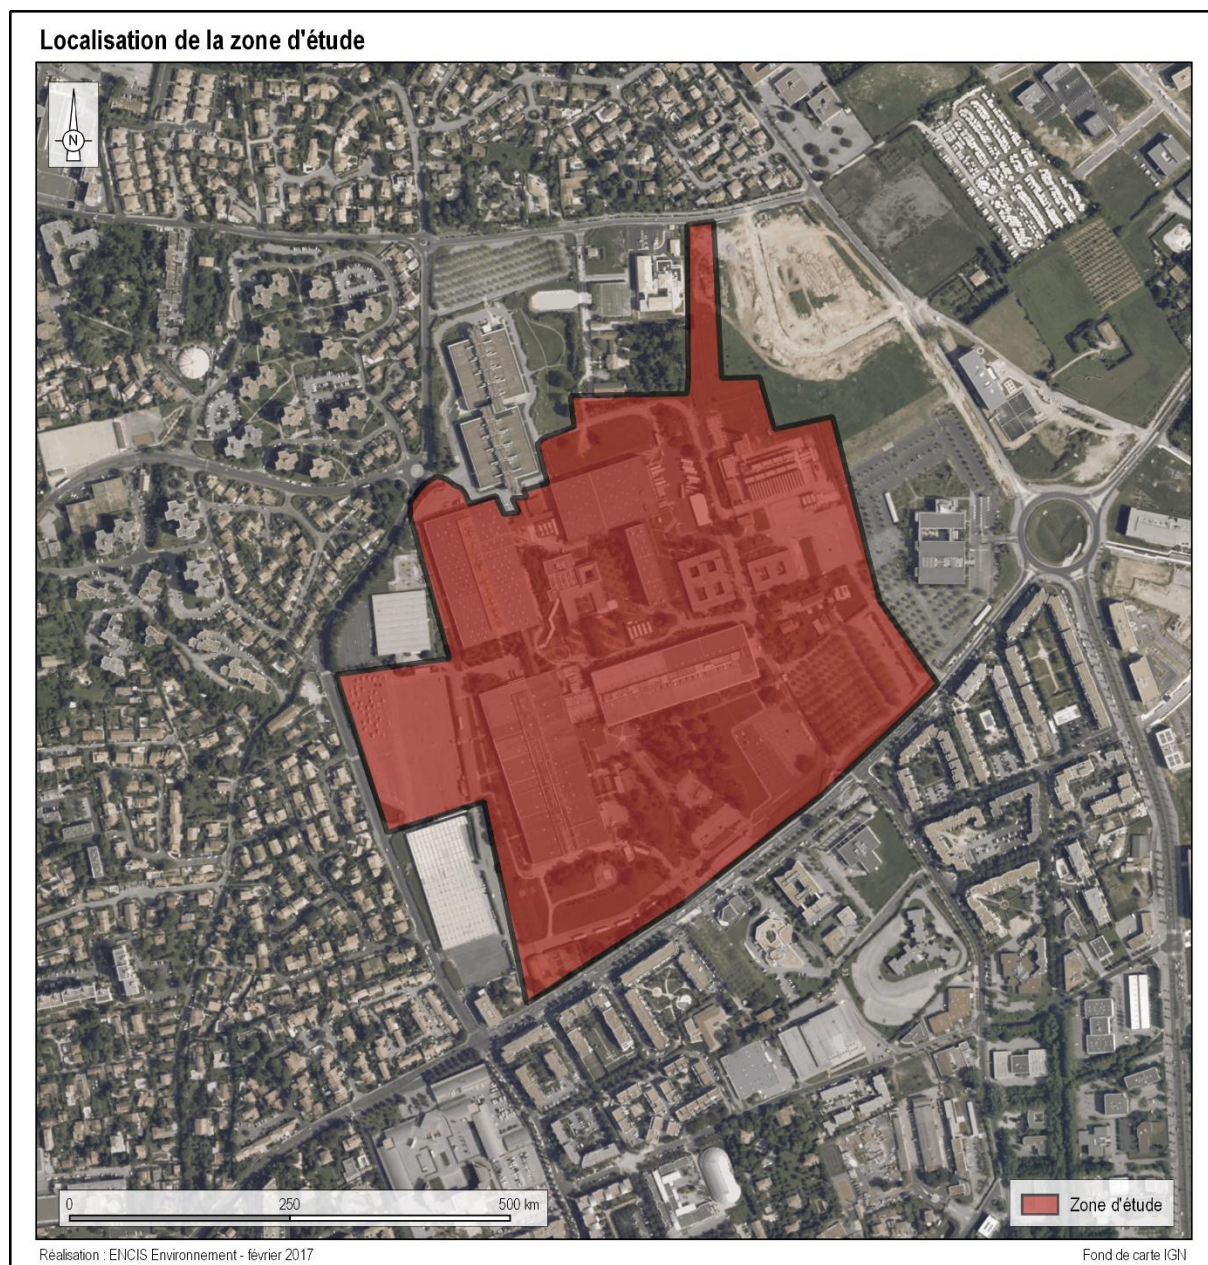 Localisation de la zone d'étude
N
0 250 500 km
Zone d'étude
Réalisation : ENCIS Environnement - février 2017 Fond de carte IGN